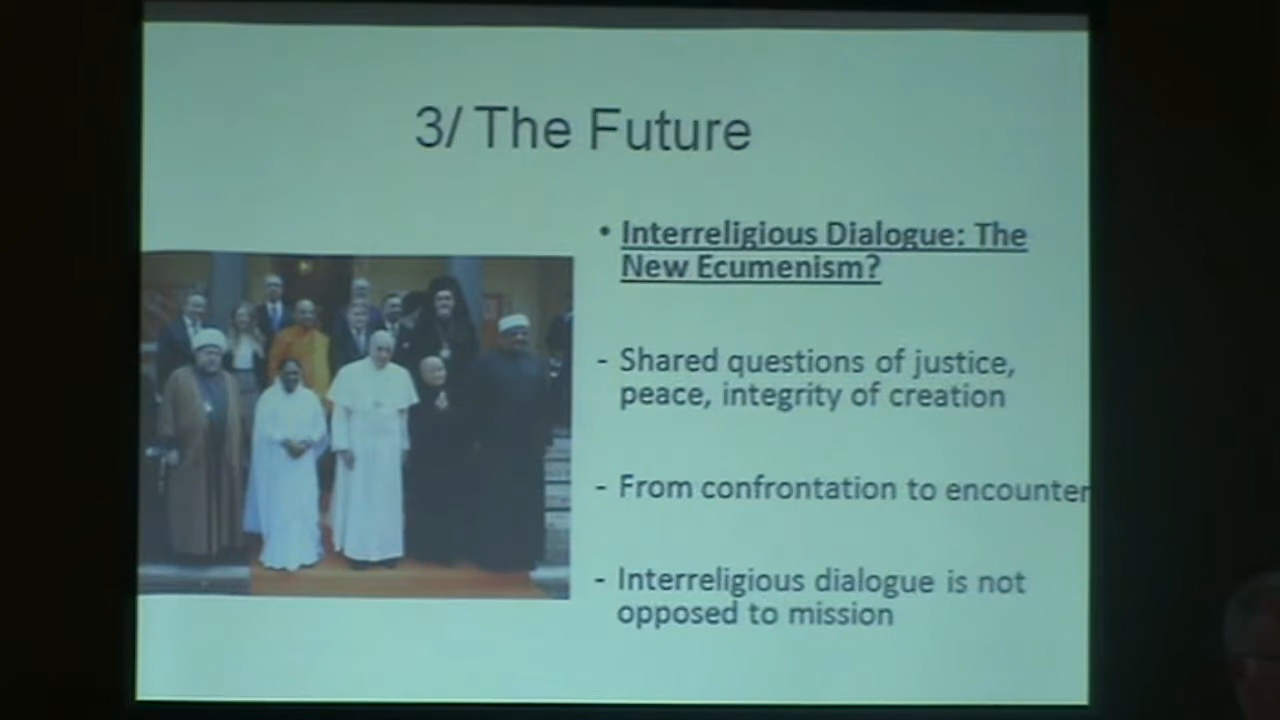 3/ The Future
• Interreligious Dialogue: The
New Ecumenism?
- Shared questions of justice,
peace, integrity of creation
- From confrontation to encounter
- Interreligious dialogue is not
opposed to mission